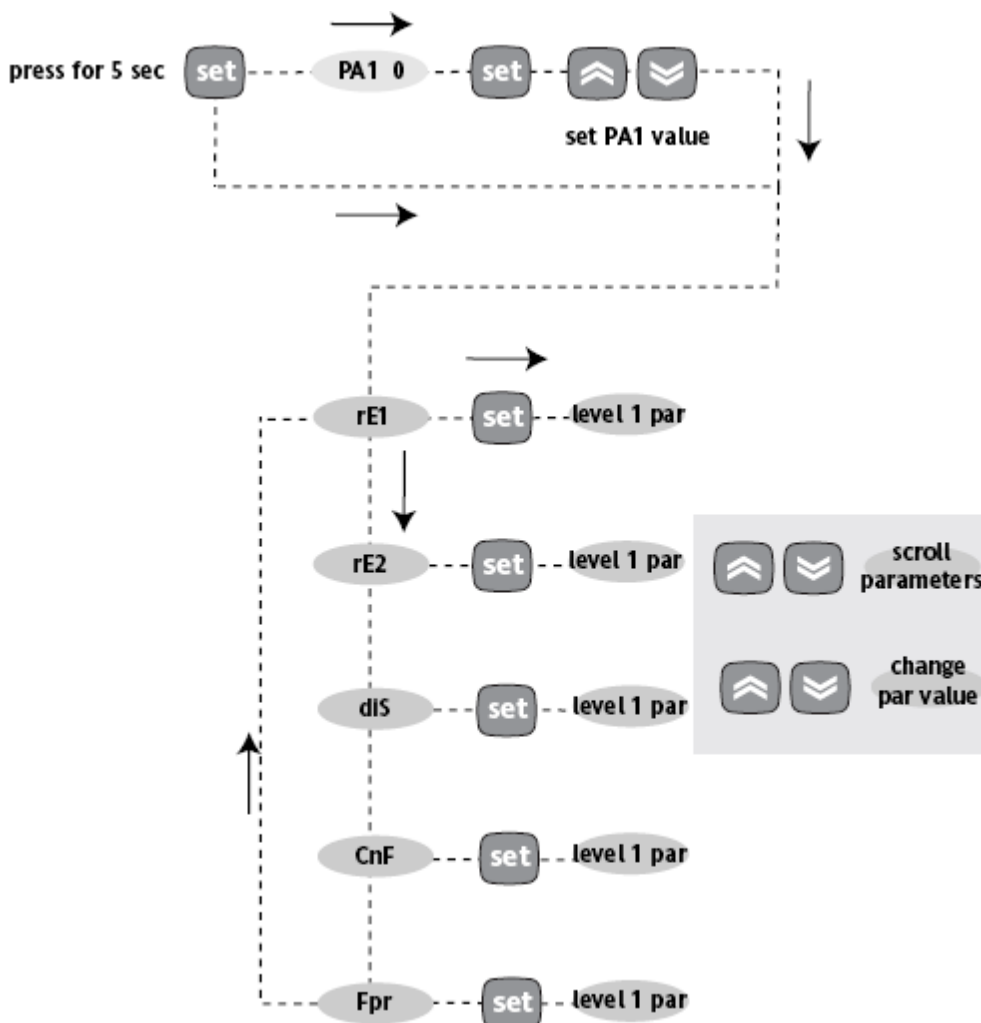 press for 5 sec set PA1 0 set
set PA1 value
rE1 set level 1 par
rE2 set level 1 par
scroll
parameters
diS set level 1 par
change
par value
CnF set level 1 par
Fpr set level 1 par